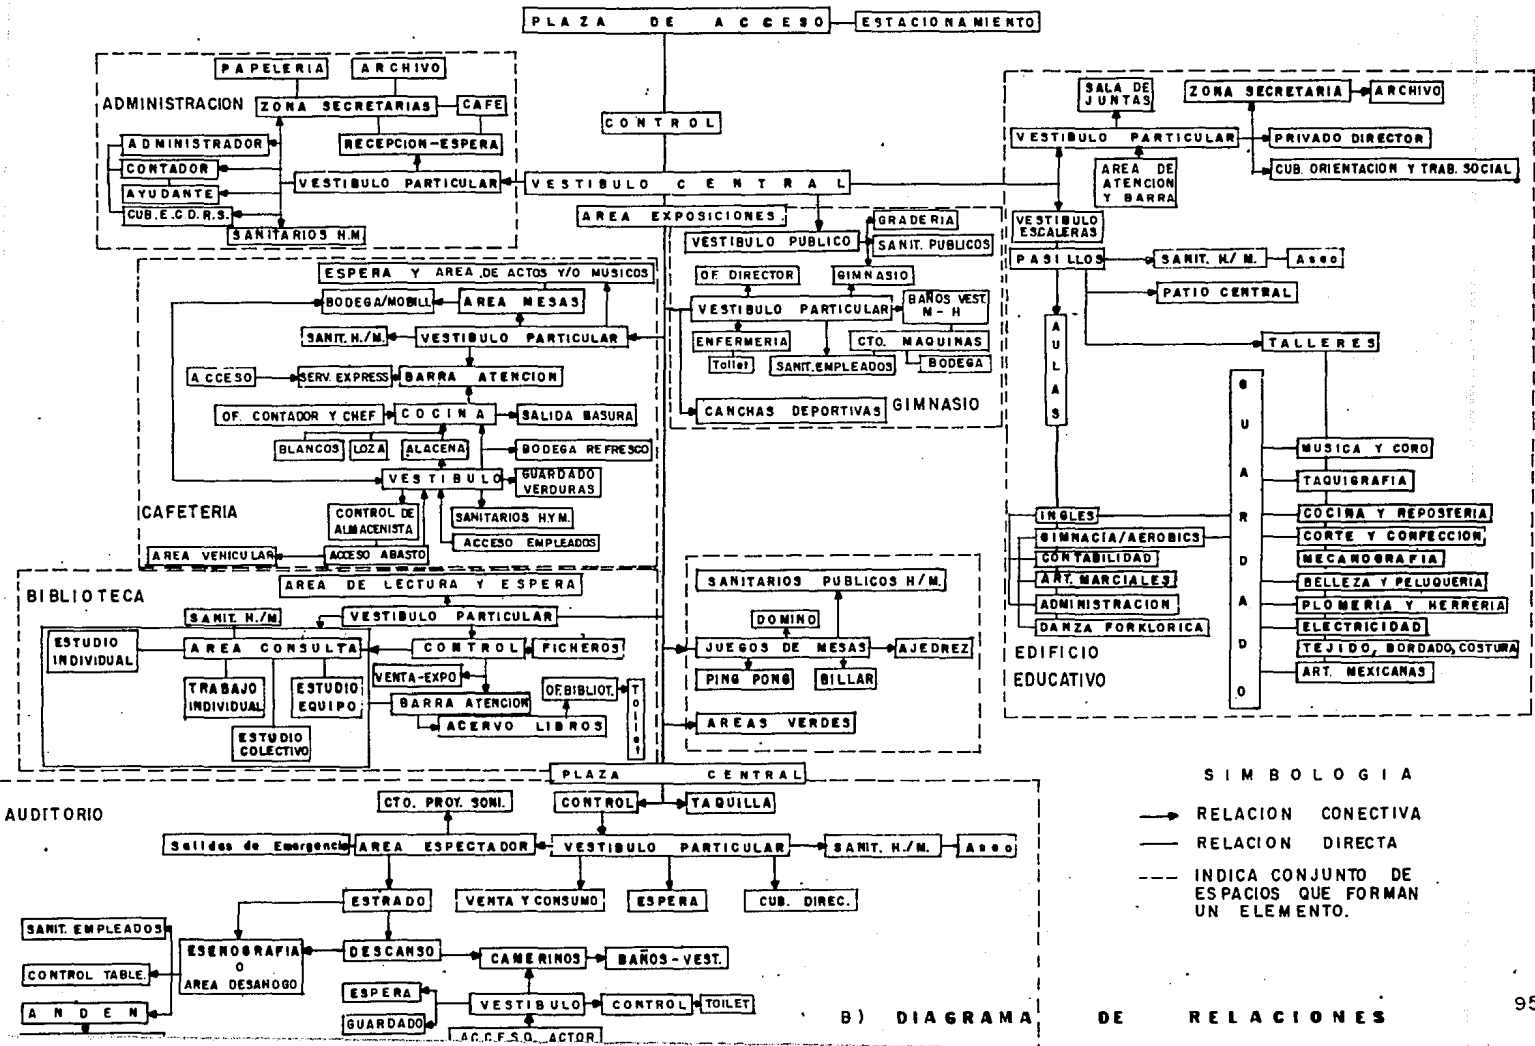 PLAZA DE ACCESO
ESTACIONAMIENTO
CONTROL
VESTIBULO CENTRAL
AREA EXPOSICIONES.
ADMINISTRACION
PAPELERIA
ARCHIVO
ZONA SECRETARIAS
CAFE
ADMINISTRADOR
RECEPCION-ESPERA
CONTADOR
VESTIBULO PARTICULAR
AYUDANTE
CUB.E.C.D.R.S.
SANITARIOS H.M
SALA DE
JUNTAS
ZONA SECRETARIA
ARCHIVO
VESTIBULO PARTICULAR
PRIVADO DIRECTOR
AREA DE
ATENCION
Y BARRA
CUB. ORIENTACION Y TRAB. SOCIAL
VESTIBULO
ESCALERAS
PASILLOS
SANIT. H/ M.
Aseo
PATIO CENTRAL
AULAS
TALLERES
GUARDADO
MUSICA Y CORO
TAQUIGRAFIA
COCINA Y REPOSTERIA
CORTE Y CONFECCION
MECANOGRAFIA
BELLEZA Y PELUQUERIA
PLOMERIA Y HERRERIA
ELECTRICIDAD
TEJIDO, BORDADO, COSTURA
ART. MEXICANAS
INGLES
GIMNACIA/AEROBICS
CONTABILIDAD
ART. MARCIALES
ADMINISTRACION
DANZA FORKLORICA
EDIFICIO
EDUCATIVO
VESTIBULO PUBLICO
GRADERIA
SANIT. PUBLICOS
OF. DIRECTOR
GIMNASIO
VESTIBULO PARTICULAR
BAÑOS VEST.
M - H
ENFERMERIA
CTO. MAQUINAS
Toilet
SANIT. EMPLEADOS
BODEGA
CANCHAS DEPORTIVAS
GIMNASIO
ESPERA Y AREA DE ACTOS Y/O MUSICOS
BODEGA/MOBILL
AREA MESAS
SANIT. H./M.
VESTIBULO PARTICULAR
ACCESO
SERV. EXPRESS
BARRA ATENCION
OF. CONTADOR Y CHEF
COCINA
SALIDA BASURA
BLANCOS
LOZA
ALACENA
BODEGA REFRESCO
VESTIBULO
GUARDADO
VERDURAS
CONTROL DE
ALMACENISTA
SANITARIOS H.Y M.
CAFETERIA
ACCESO EMPLEADOS
AREA VEHICULAR
ACCESO ABASTO
BIBLIOTECA
AREA DE LECTURA Y ESPERA
SANIT. H./M
VESTIBULO PARTICULAR
ESTUDIO
INDIVIDUAL
AREA CONSULTA
CONTROL
FICHEROS
TRABAJO
INDIVIDUAL
ESTUDIO
EQUIPO
VENTA-EXPO
OF. BIBLIOT.
Toilet
BARRA ATENCION
ACERVO LIBROS
ESTUDIO
COLECTIVO
SANITARIOS PUBLICOS H/M.
DOMINO
JUEGOS DE MESAS
AJEDREZ
PING PONG
BILLAR
AREAS VERDES
PLAZA CENTRAL
AUDITORIO
CTO. PROY. SONI.
CONTROL
TAQUILLA
Salidas de Emergencia
AREA ESPECTADOR
VESTIBULO PARTICULAR
SANIT. H./M.
Aseo
ESTRADO
VENTA Y CONSUMO
ESPERA
CUB. DIREC.
SANIT. EMPLEADOS
ESENOGRAFIA
O
AREA DESAHOGO
DESCANSO
CAMERINOS
BAÑOS-VEST.
CONTROL TABLE.
ESPERA
VESTIBULO
CONTROL
TOILET
ANDEN
GUARDADO
ACCESO ACTOR
SIMBOLOGIA
RELACION CONECTIVA
RELACION DIRECTA
INDICA CONJUNTO DE
ESPACIOS QUE FORMAN
UN ELEMENTO.
B) DIAGRAMA DE RELACIONES
95